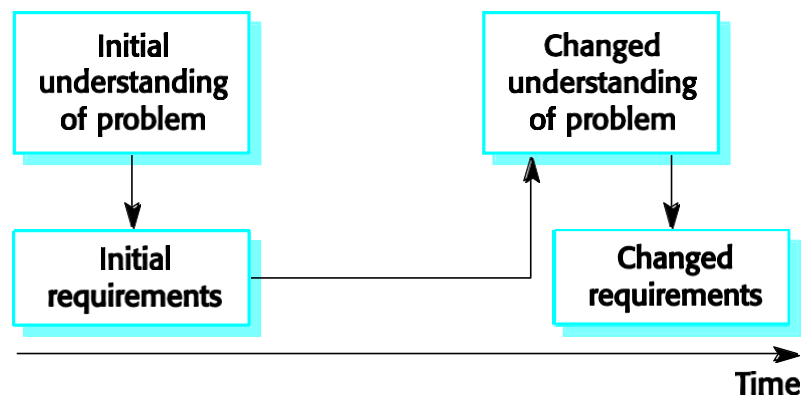 Initial
understanding
of problem
Changed
understanding
of problem
Initial
requirements
Changed
requirements
Time